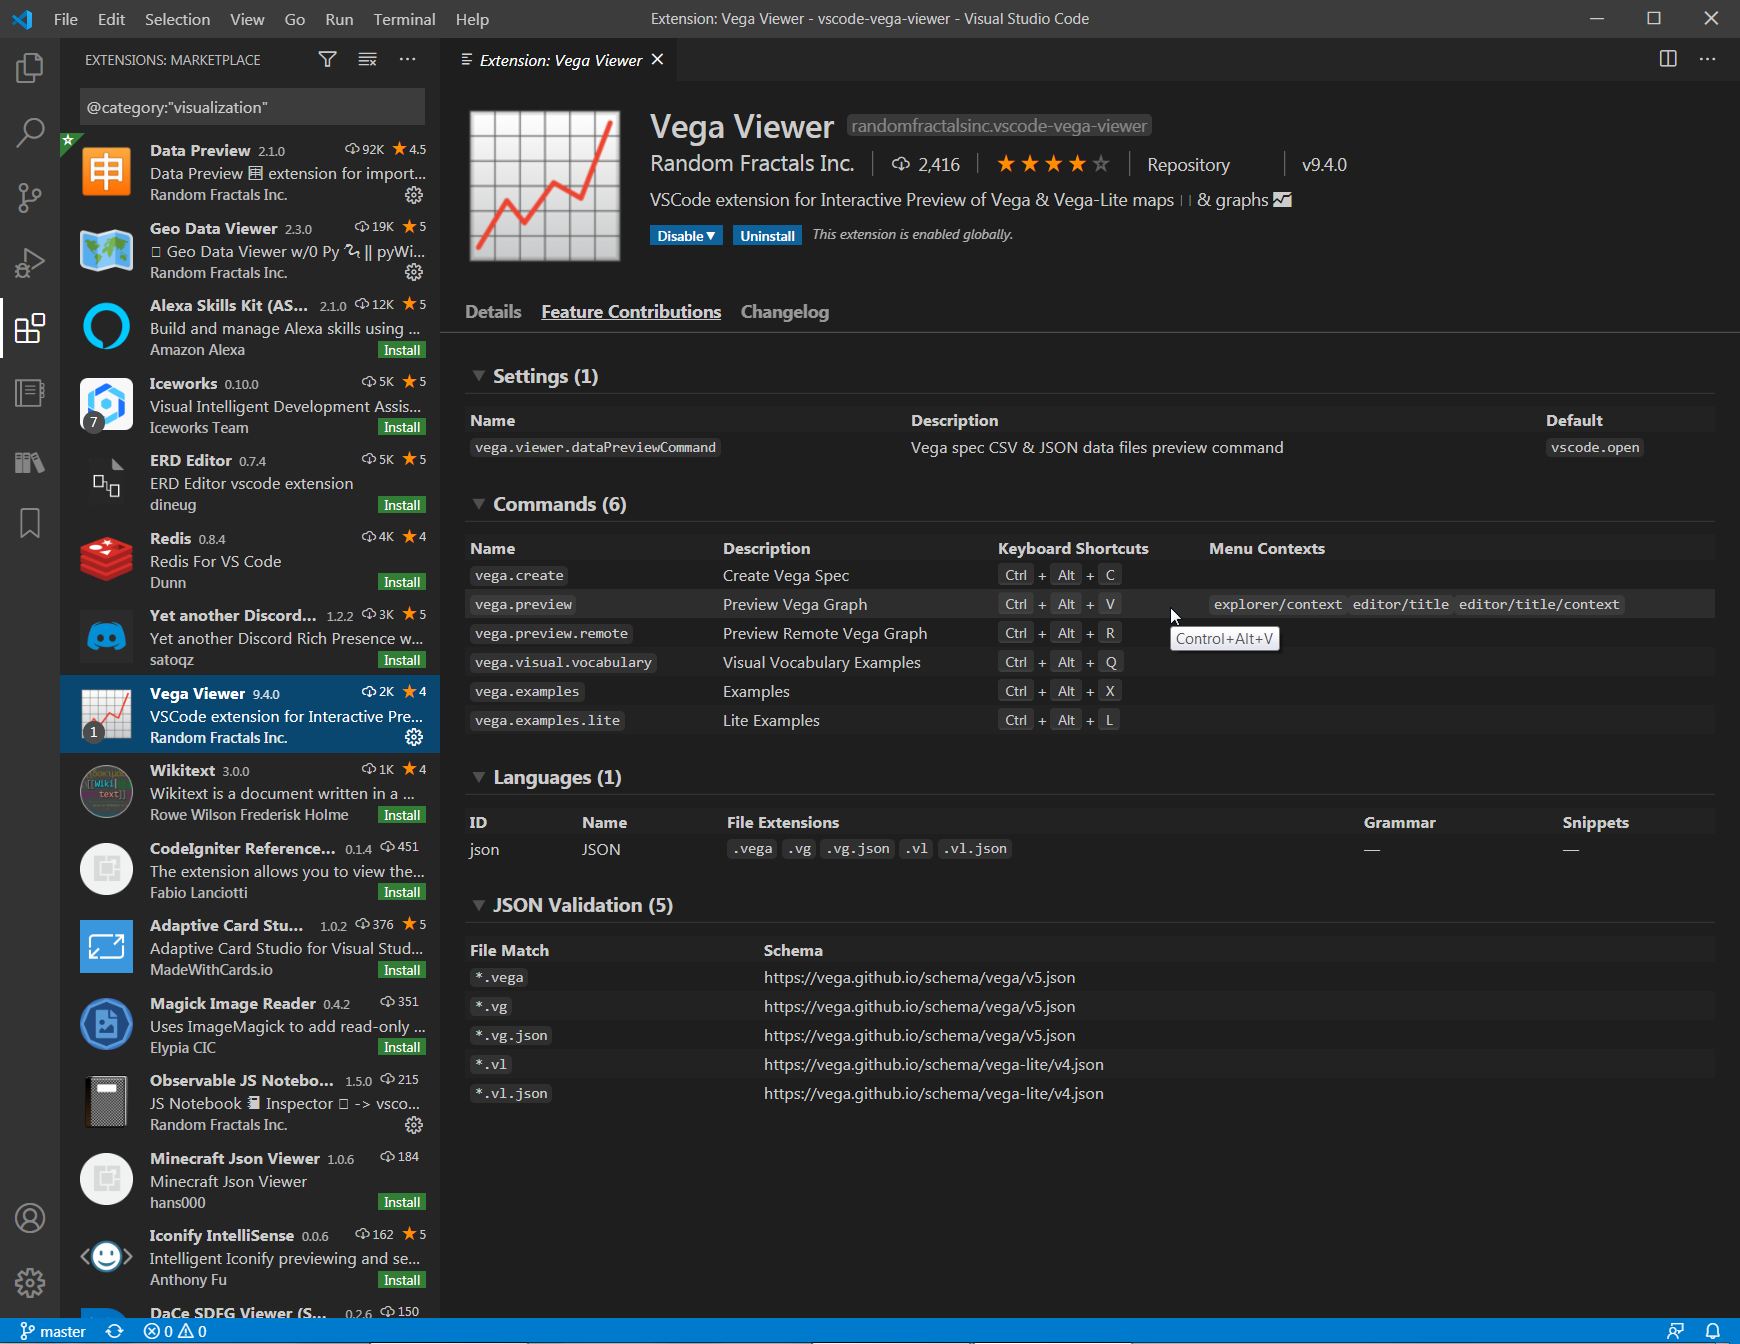 File Edit Selection View Go Run Terminal Help
Extension: Vega Viewer - vscode-vega-viewer - Visual Studio Code
EXTENSIONS: MARKETPLACE
@category:"visualization"
Data Preview 2.1.0 92K 4.5
Data Preview extension for import...
Random Fractals Inc.
Geo Data Viewer 2.3.0 19K 5
Geo Data Viewer w/0 Py || pyWi...
Random Fractals Inc.
Alexa Skills Kit (AS... 2.1.0 12K 5
Build and manage Alexa skills using ...
Amazon Alexa Install
Iceworks 0.10.0 5K 5
Visual Intelligent Development Assis...
7
Iceworks Team Install
ERD Editor 0.7.4 5K 5
ERD Editor vscode extension
dineug Install
Redis 0.8.4 4K 4
Redis For VS Code
Dunn Install
Yet another Discord... 1.2.2 3K 5
Yet another Discord Rich Presence w...
satoqz Install
Vega Viewer 9.4.0 2K 4
VSCode extension for Interactive Pre...
1
Random Fractals Inc.
Wikitext 3.0.0 1K 4
Wikitext is a document written in a ...
Rowe Wilson Frederisk Holme Install
CodeIgniter Reference... 0.1.4 451
The extension allows you to view the...
Fabio Lanciotti Install
Adaptive Card Stu... 1.0.2 376 5
Adaptive Card Studio for Visual Stud...
MadeWithCards.io Install
Magick Image Reader 0.4.2 351
Uses ImageMagick to add read-only ...
Elypia CIC Install
Observable JS Notebo... 1.5.0 215
JS Notebook Inspector -> vsco...
Random Fractals Inc.
Minecraft Json Viewer 1.0.6 184
Minecraft Json Viewer
hans000 Install
Iconify IntelliSense 0.0.6 162 5
Intelligent Iconify previewing and se...
Anthony Fu Install
DaCe SDFG Viewer (S... 0.2.6 150
Extension: Vega Viewer
Vega Viewer randomfractalsinc.vscode-vega-viewer
Random Fractals Inc. 2,416 Repository v9.4.0
VSCode extension for Interactive Preview of Vega & Vega-Lite maps & graphs
Disable Uninstall This extension is enabled globally.
Details Feature Contributions Changelog
Settings (1)
Name Description Default
vega.viewer.dataPreviewCommand Vega spec CSV & JSON data files preview command vscode.open
Commands (6)
Name Description Keyboard Shortcuts Menu Contexts
vega.create Create Vega Spec Ctrl + Alt + C
vega.preview Preview Vega Graph Ctrl + Alt + V explorer/context editor/title editor/title/context
vega.preview.remote Preview Remote Vega Graph Ctrl + Alt + R
Control+Alt+V
vega.visual.vocabulary Visual Vocabulary Examples Ctrl + Alt + Q
vega.examples Examples Ctrl + Alt + X
vega.examples.lite Lite Examples Ctrl + Alt + L
Languages (1)
ID Name File Extensions Grammar Snippets
json JSON .vega .vg .vg.json .vl .vl.json — —
JSON Validation (5)
File Match Schema
*.vega https://vega.github.io/schema/vega/v5.json
*.vg https://vega.github.io/schema/vega/v5.json
*.vg.json https://vega.github.io/schema/vega/v5.json
*.vl https://vega.github.io/schema/vega-lite/v4.json
*.vl.json https://vega.github.io/schema/vega-lite/v4.json
master 0 0